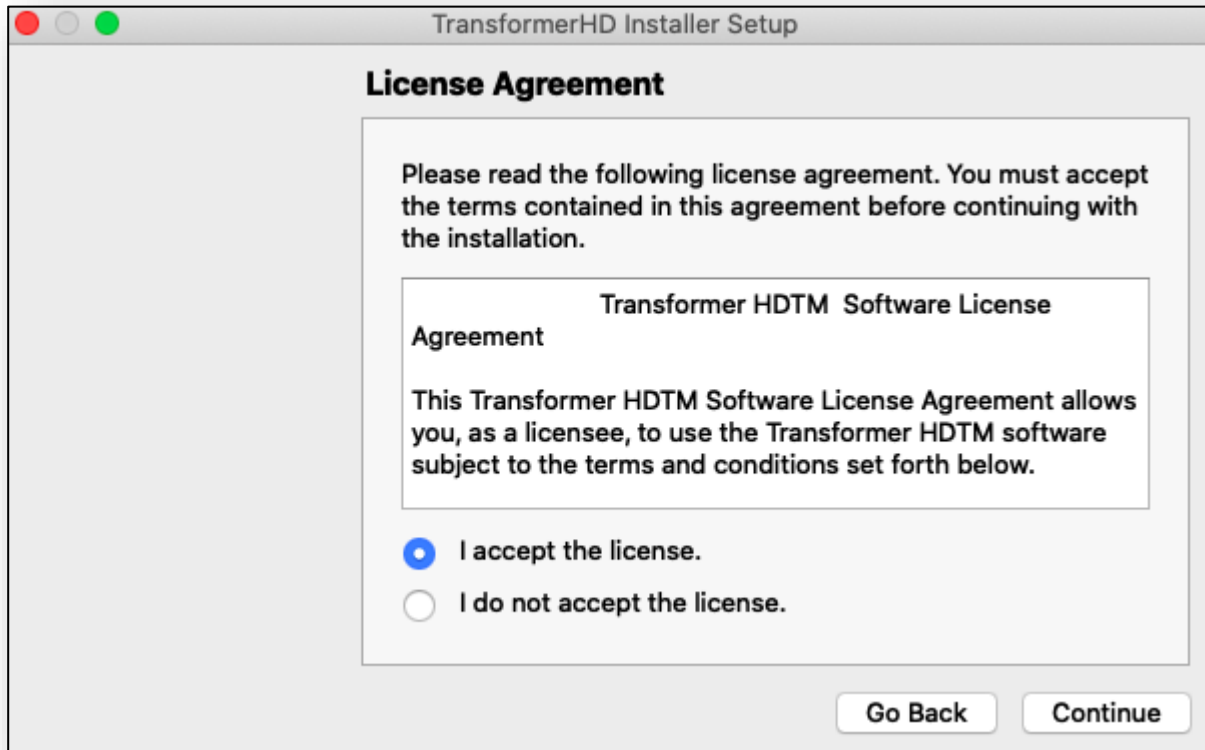 TransformerHD Installer Setup
License Agreement
Please read the following license agreement. You must accept
the terms contained in this agreement before continuing with
the installation.
Transformer HDTM  Software License
Agreement
This Transformer HDTM Software License Agreement allows
you, as a licensee, to use the Transformer HDTM software
subject to the terms and conditions set forth below.
I accept the license.
I do not accept the license.
Go Back
Continue